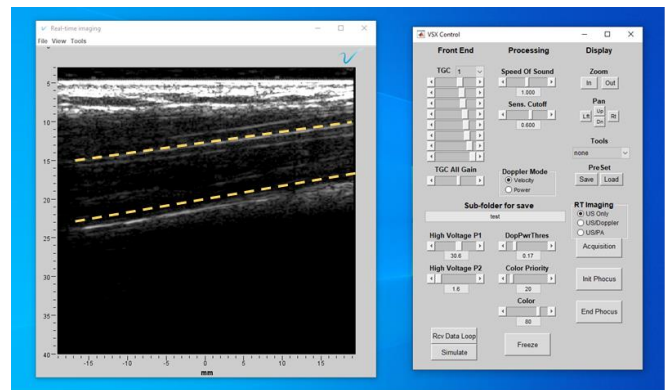 Real-time imaging
File View Tools
5
10
15
20
25
30
35
40
-15 -10 -5 0 5 10 15
mm
VSX Control
Front End Processing Display
TGC 1
Speed Of Sound
1.000
Sens. Cutoff
0.600
Zoom
In Out
Pan
Lft Up Dn Rt
Tools
none
TGC All Gain
Doppler Mode
Velocity
Power
PreSet
Save Load
Sub-folder for save
test
RT Imaging
US Only
US/Doppler
US/PA
High Voltage P1
30.6
DopPwrThres
0.17
Acquisition
High Voltage P2
1.6
Color Priority
20
Init Phocus
Color
80
End Phocus
Rcv Data Loop
Simulate
Freeze